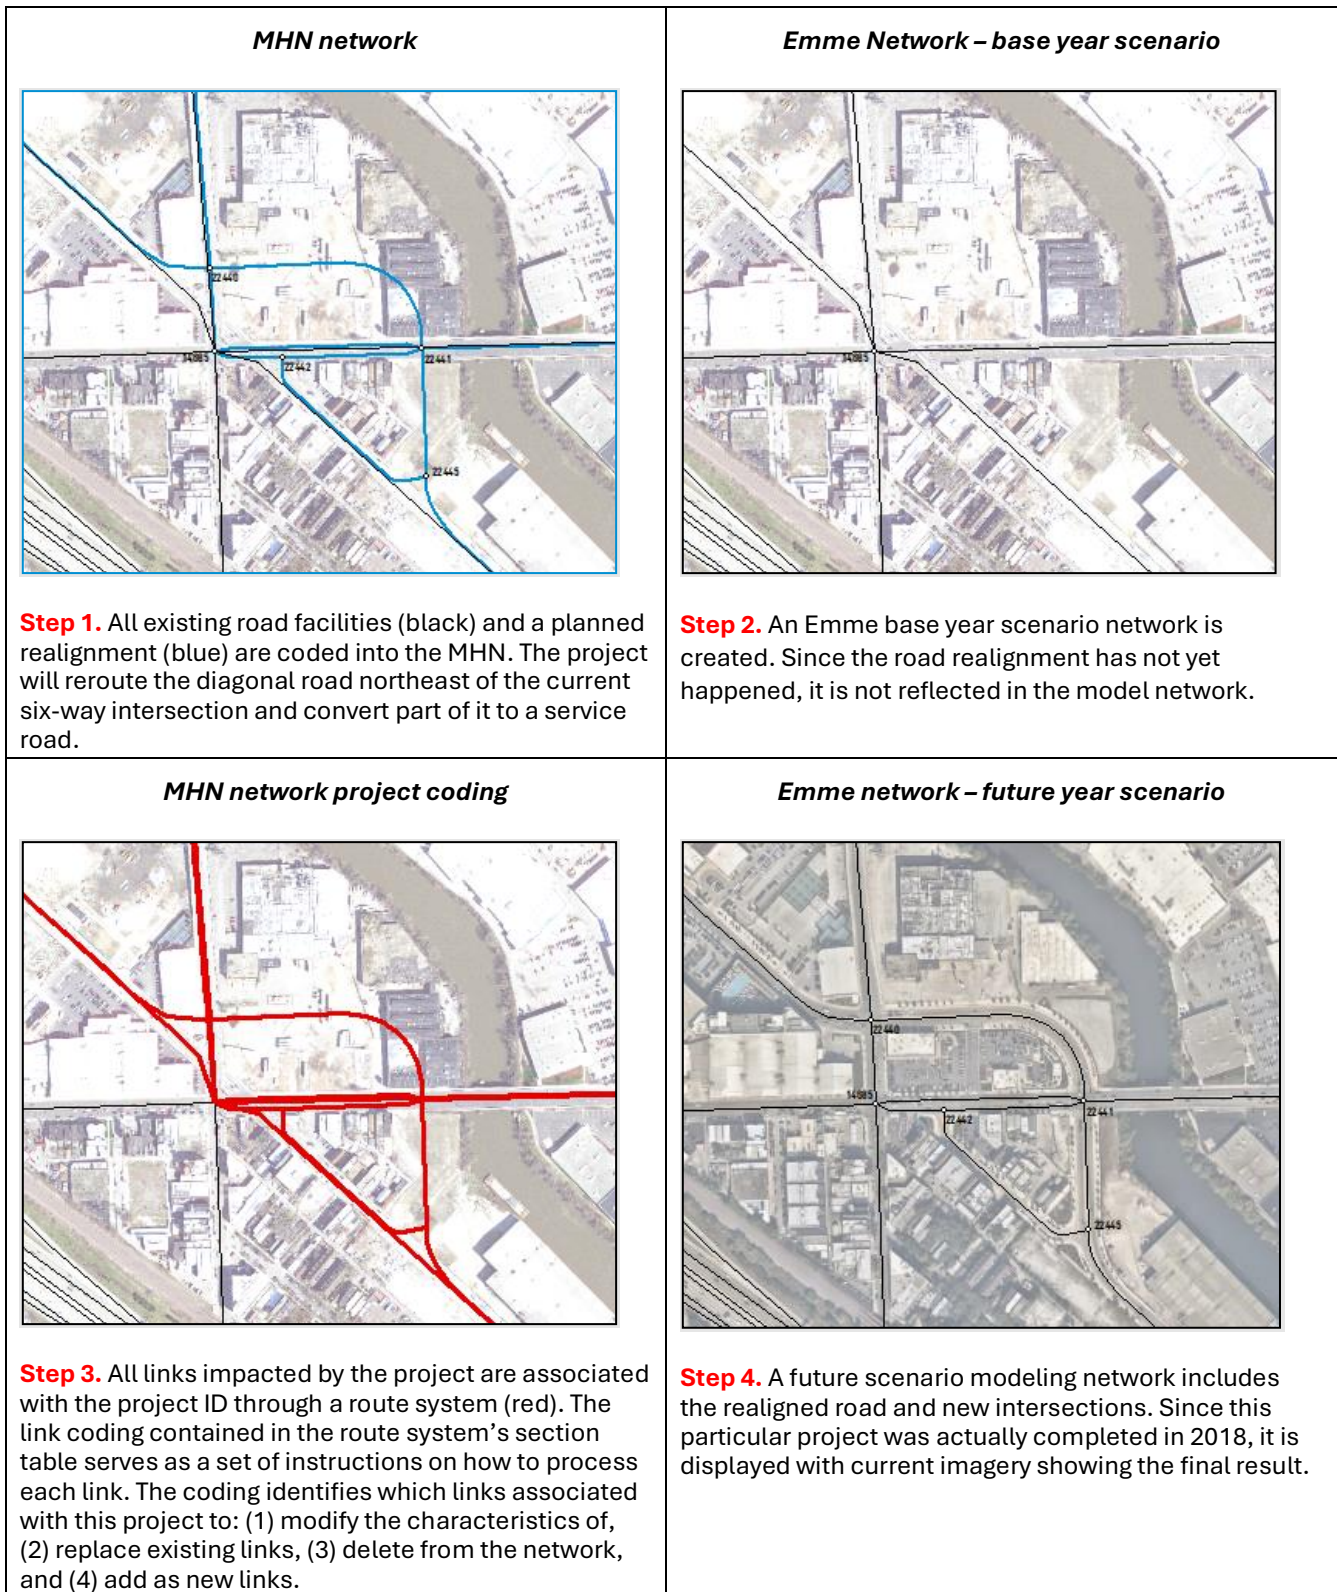 MHN network
22440
14885
22441
22442
22445
Step 1. All existing road facilities (black) and a planned
realignment (blue) are coded into the MHN. The project
will reroute the diagonal road northeast of the current
six-way intersection and convert part of it to a service
road.
Emme Network – base year scenario
14885
Step 2. An Emme base year scenario network is
created. Since the road realignment has not yet
happened, it is not reflected in the model network.
MHN network project coding
Step 3. All links impacted by the project are associated
with the project ID through a route system (red). The
link coding contained in the route system’s section
table serves as a set of instructions on how to process
each link. The coding identifies which links associated
with this project to: (1) modify the characteristics of,
(2) replace existing links, (3) delete from the network,
and (4) add as new links.
Emme network – future year scenario
22440
14885
22441
22442
22445
Step 4. A future scenario modeling network includes
the realigned road and new intersections. Since this
particular project was actually completed in 2018, it is
displayed with current imagery showing the final result.